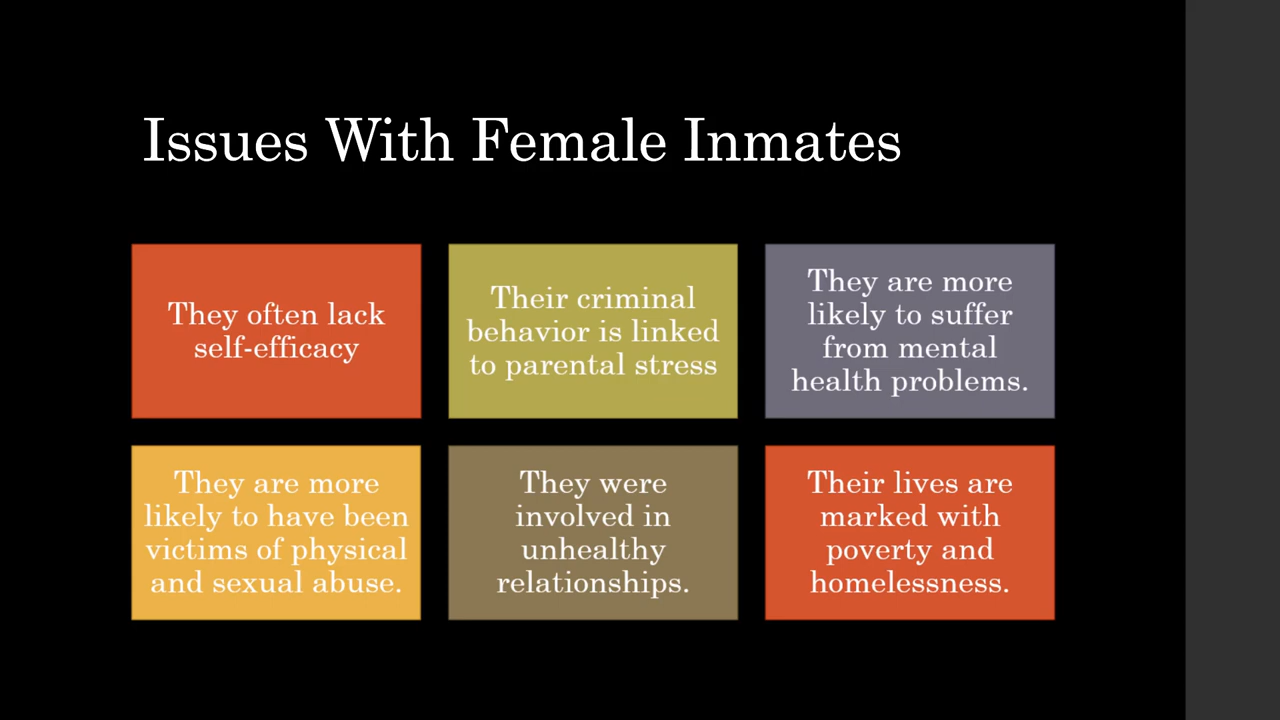 Issues With Female Inmates
They often lack
self-efficacy
Their criminal
behavior is linked
to parental stress
They are more
likely to suffer
from mental
health problems.
They are more
likely to have been
victims of physical
and sexual abuse.
They were
involved in
unhealthy
relationships.
Their lives are
marked with
poverty and
homelessness.